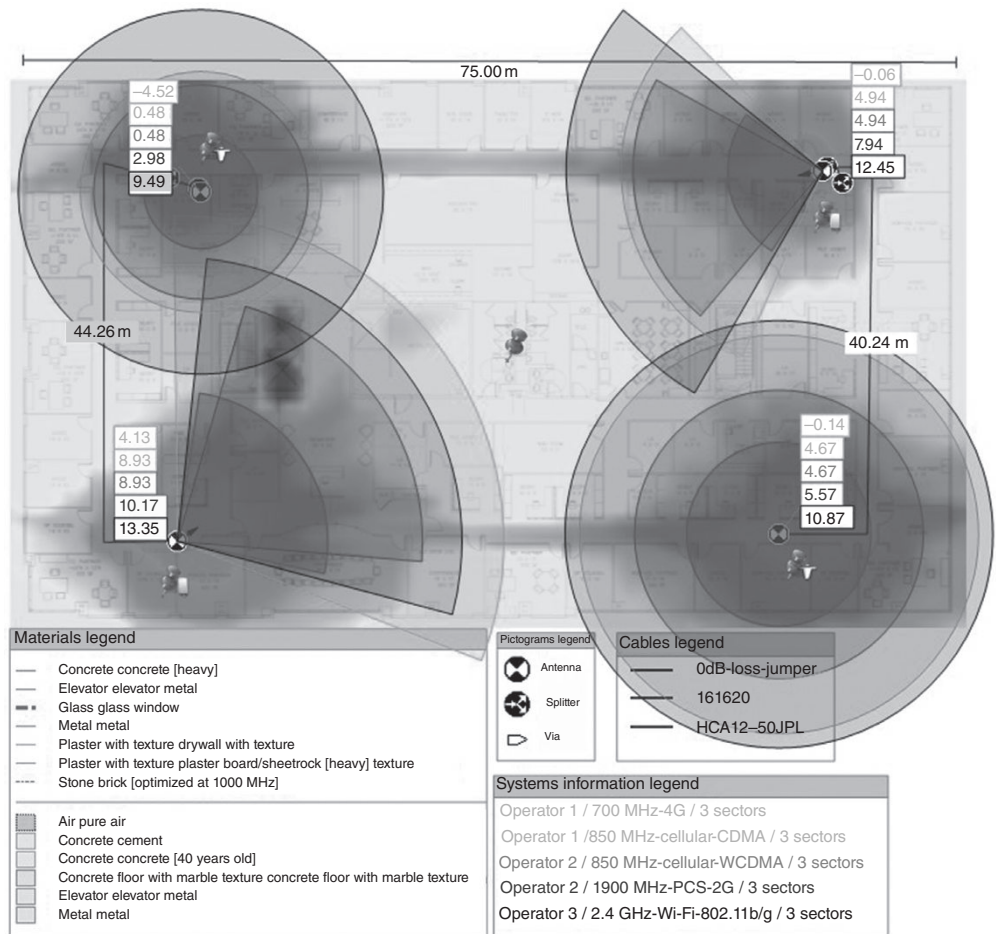 75.00 m
–4.52
0.48
0.48
2.98
9.49
–0.06
4.94
4.94
7.94
12.45
44.26 m
40.24 m
4.13
8.93
8.93
10.17
13.35
–0.14
4.67
4.67
5.57
10.87
Materials legend
Concrete concrete [heavy]
Elevator elevator metal
Glass glass window
Metal metal
Plaster with texture drywall with texture
Plaster with texture plaster board/sheetrock [heavy] texture
Stone brick [optimized at 1000 MHz]
Air pure air
Concrete cement
Concrete concrete [40 years old]
Concrete floor with marble texture concrete floor with marble texture
Elevator elevator metal
Metal metal
Pictograms legend
Antenna
Splitter
Via
Cables legend
0dB-loss-jumper
161620
HCA12–50JPL
Systems information legend
Operator 1 / 700 MHz-4G / 3 sectors
Operator 1 /850 MHz-cellular-CDMA / 3 sectors
Operator 2 / 850 MHz-cellular-WCDMA / 3 sectors
Operator 2 / 1900 MHz-PCS-2G / 3 sectors
Operator 3 / 2.4 GHz-Wi-Fi-802.11b/g / 3 sectors